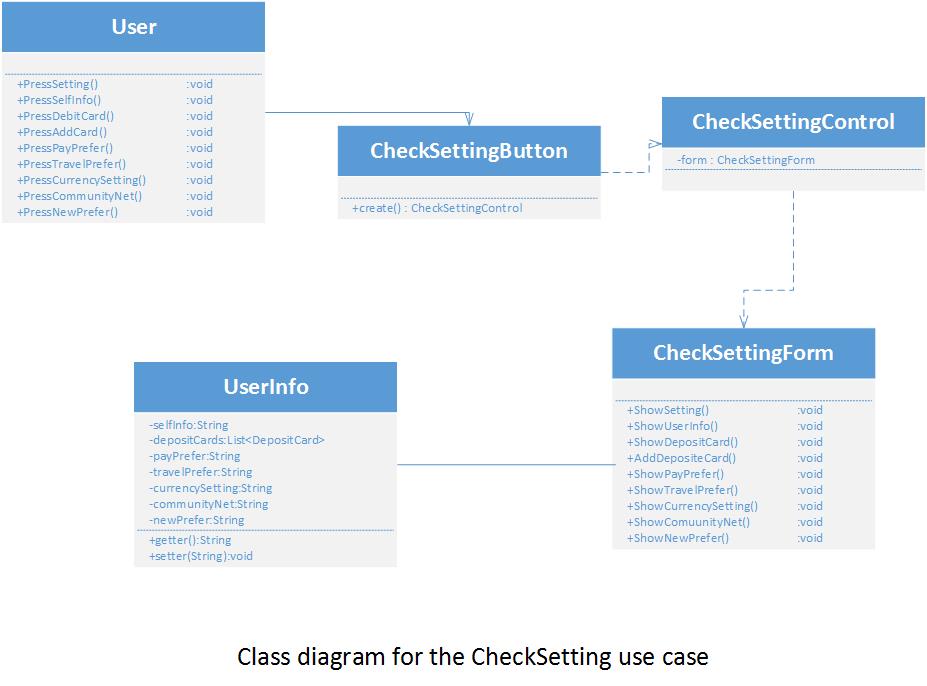 User
+PressSetting() :void
+PressSelfInfo() :void
+PressDebitCard() :void
+PressAddCard() :void
+PressPayPrefer() :void
+PressTravelPrefer() :void
+PressCurrencySetting() :void
+PressCommunityNet() :void
+PressNewPrefer() :void
CheckSettingButton
+create() : CheckSettingControl
CheckSettingControl
-form : CheckSettingForm
CheckSettingForm
+ShowSetting() :void
+ShowUserInfo() :void
+ShowDepositCard() :void
+AddDepositeCard() :void
+ShowPayPrefer() :void
+ShowTravelPrefer() :void
+ShowCurrencySetting() :void
+ShowComuunityNet() :void
+ShowNewPrefer() :void
UserInfo
-selfInfo:String
-depositCards:List<DepositCard>
-payPrefer:String
-travelPrefer:String
-currencySetting:String
-communityNet:String
-newPrefer:String
+getter():String
+setter(String):void
Class diagram for the CheckSetting use case